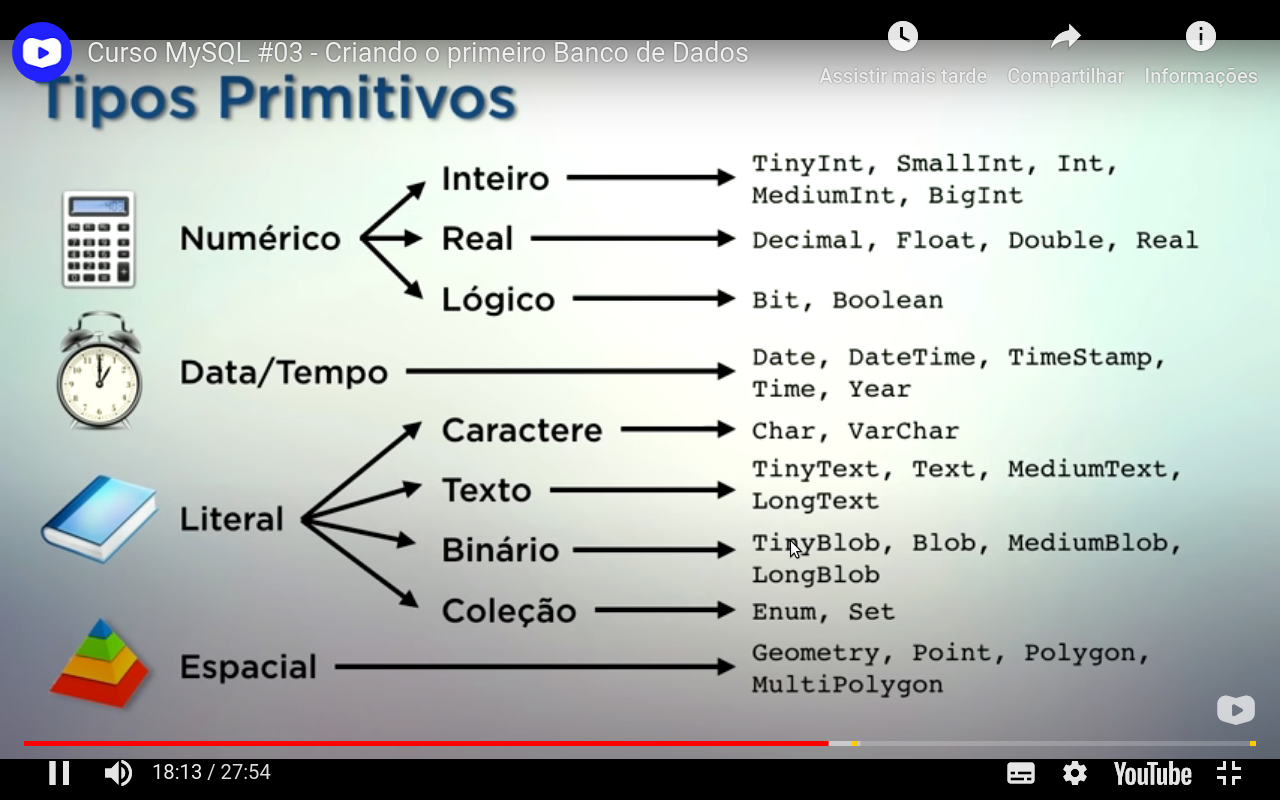 Curso MySQL #03 - Criando o primeiro Banco de Dados
Assistir mais tarde
Compartilhar
Informações
Tipos Primitivos
Numérico
Inteiro
TinyInt, SmallInt, Int,
MediumInt, BigInt
Real
Decimal, Float, Double, Real
Lógico
Bit, Boolean
Data/Tempo
Date, DateTime, TimeStamp,
Time, Year
Literal
Caractere
Char, VarChar
Texto
TinyText, Text, MediumText,
LongText
Binário
TinyBlob, Blob, MediumBlob,
LongBlob
Coleção
Enum, Set
Espacial
Geometry, Point, Polygon,
MultiPolygon
18:13 / 27:54
YouTube